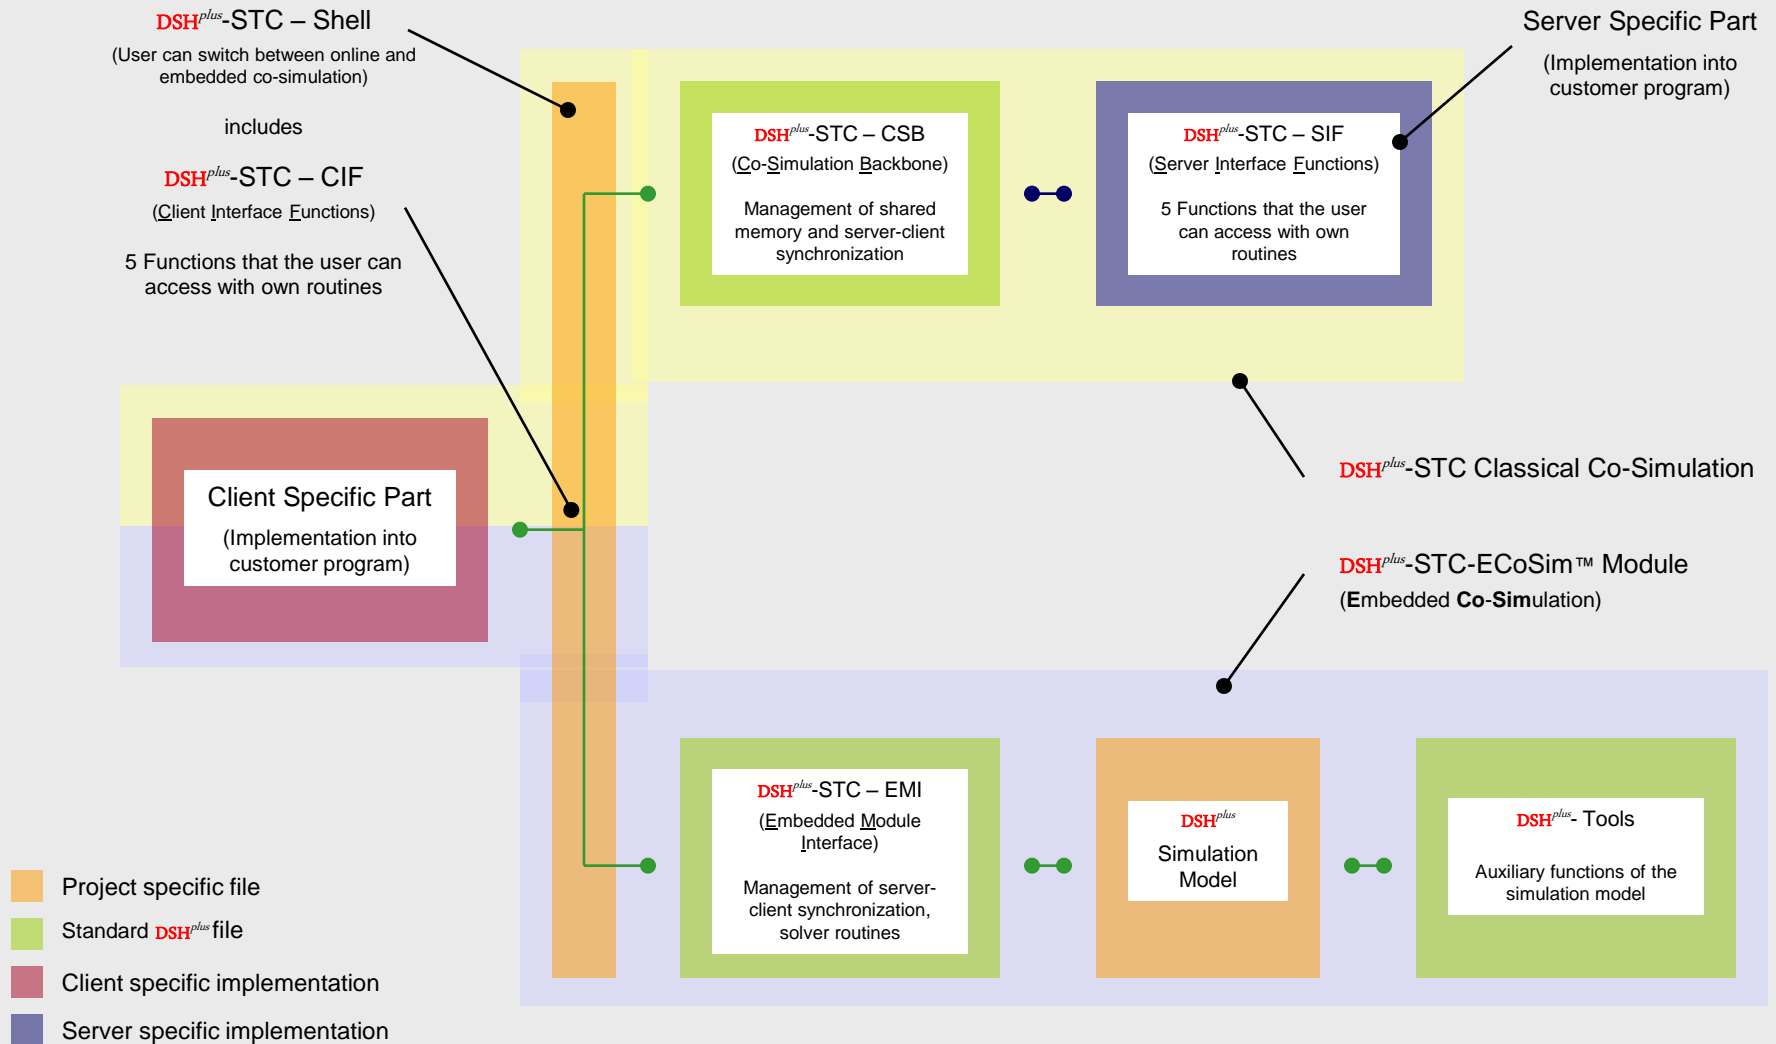 DSHplus-STC – Shell
(User can switch between online and
embedded co-simulation)
includes
DSHplus-STC – CIF
(Client Interface Functions)
5 Functions that the user can
access with own routines
Server Specific Part
(Implementation into
customer program)
DSHplus-STC – CSB
(Co-Simulation Backbone)
Management of shared
memory and server-client
synchronization
DSHplus-STC – SIF
(Server Interface Functions)
5 Functions that the user
can access with own
routines
Client Specific Part
(Implementation into
customer program)
DSHplus-STC Classical Co-Simulation
DSHplus-STC-ECoSim™ Module
(Embedded Co-Simulation)
DSHplus-STC – EMI
(Embedded Module
Interface)
Management of server-
client synchronization,
solver routines
DSHplus
Simulation
Model
DSHplus- Tools
Auxiliary functions of the
simulation model
Project specific file
Standard DSHplus file
Client specific implementation
Server specific implementation